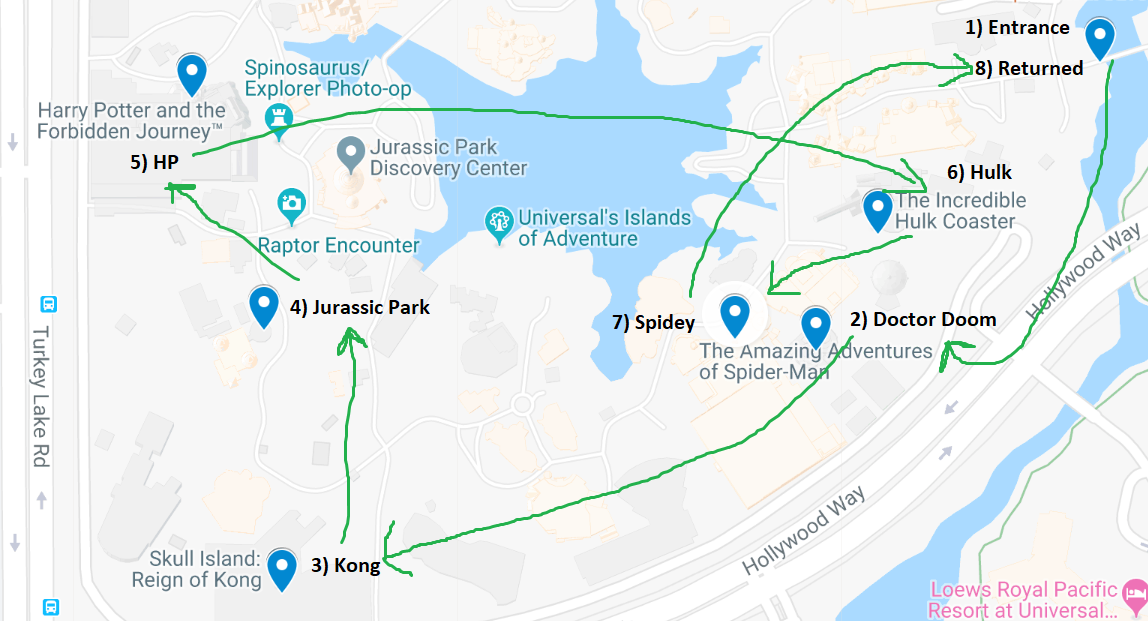 1) Entrance
8) Returned
Spinosaurus/
Explorer Photo-op
Harry Potter and the
Forbidden Journey™
5) HP
Jurassic Park
Discovery Center
6) Hulk
The Incredible
Hulk Coaster
Universal's Islands
of Adventure
Raptor Encounter
Hollywood Way
4) Jurassic Park
7) Spidey
2) Doctor Doom
The Amazing Adventures
of Spider-Man
Turkey Lake Rd
Hollywood Way
Skull Island:
Reign of Kong
3) Kong
Loews Royal Pacific
Resort at Universal...